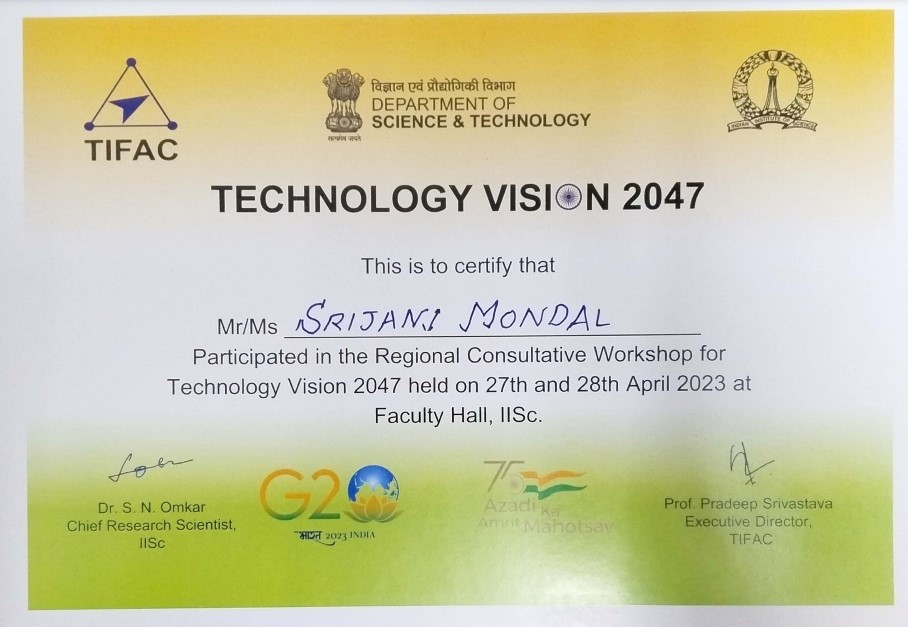 TIFAC
विज्ञान एवं प्रौद्योगिकी विभाग
DEPARTMENT OF
SCIENCE & TECHNOLOGY
सत्यमेव जयते
INDIAN INSTITUTE OF SCIENCE
TECHNOLOGY VISION 2047
This is to certify that
Mr/Ms SRIJANI MONDAL
Participated in the Regional Consultative Workshop for
Technology Vision 2047 held on 27th and 28th April 2023 at
Faculty Hall, IISc.
Dr. S. N. Omkar
Chief Research Scientist,
IISc
G20
भारत 2023 INDIA
75
Azadi Ka
Amrit Mahotsav
Prof. Pradeep Srivastava
Executive Director,
TIFAC